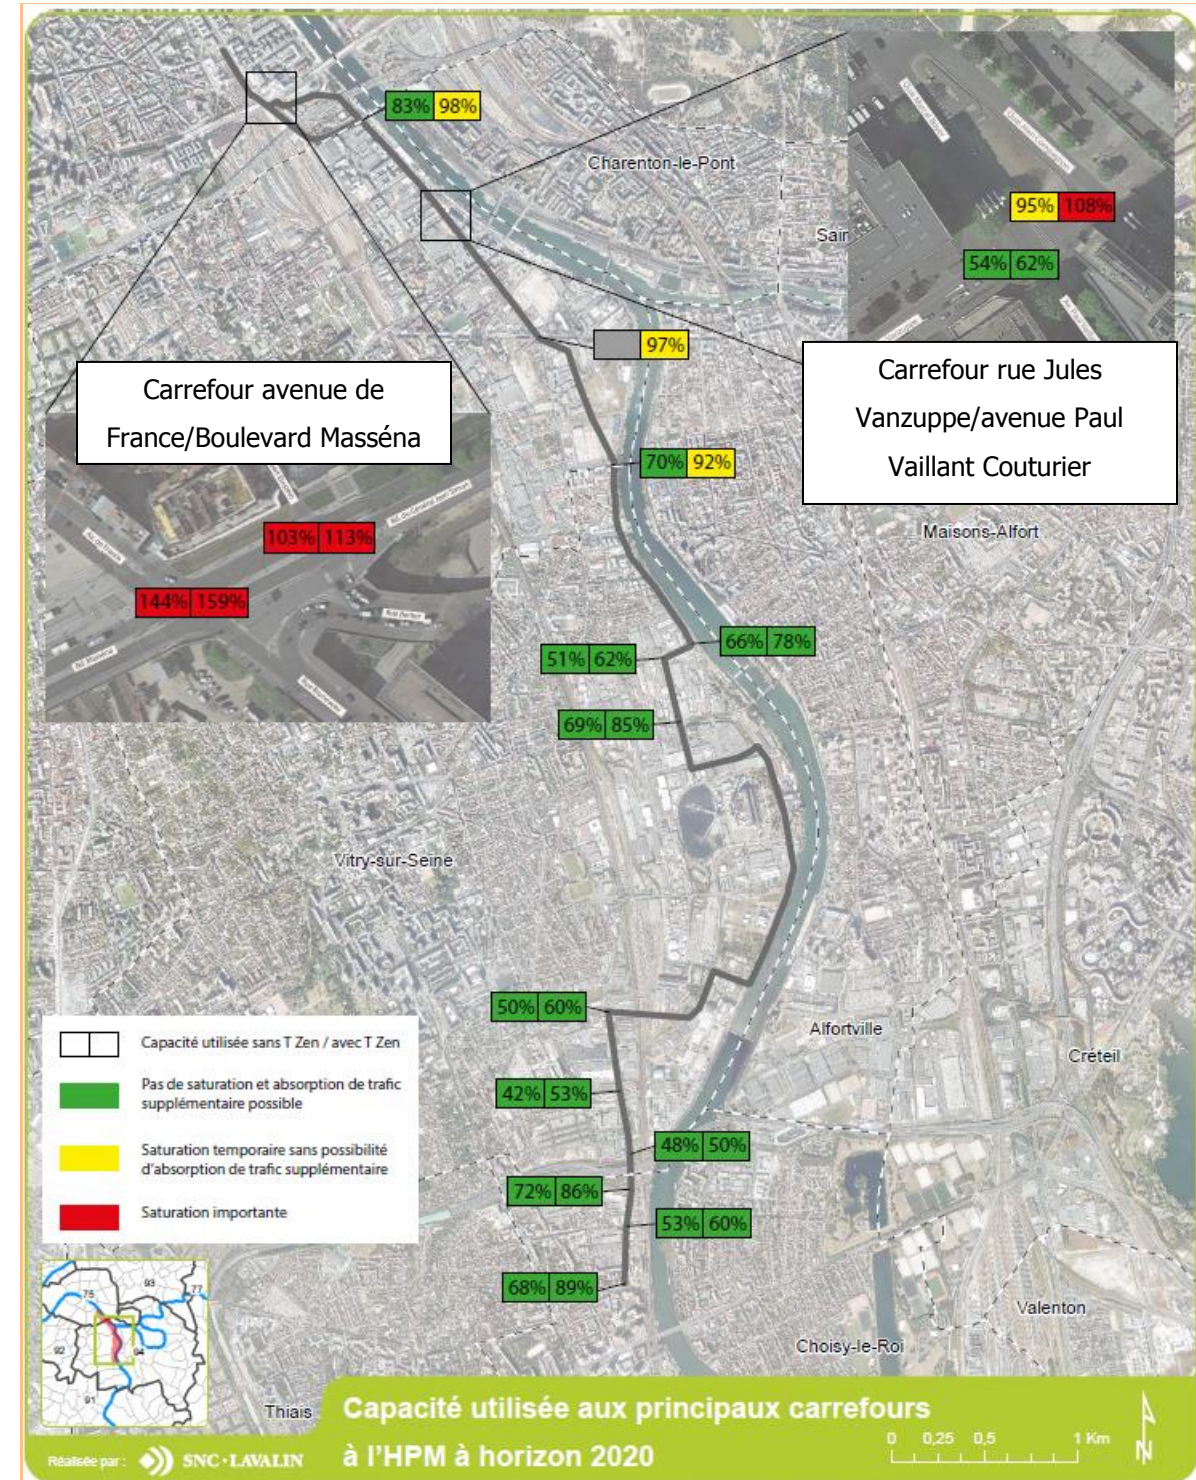 83% 98%
Charenton-le-Pont
Sair
95% 108%
54% 62%
97%
Carrefour avenue de
France/Boulevard Masséna
Carrefour rue Jules
Vanzuppe/avenue Paul
Vaillant Couturier
70% 92%
Maisons-Alfort
103% 113%
Av. de France
144% 159%
Bd. Masséna
66% 78%
51% 62%
69% 85%
Vitry-sur-Seine
50% 60%
Alfortville
Créteil
Capacité utilisée sans T Zen / avec T Zen
Pas de saturation et absorption de trafic
supplémentaire possible
Saturation temporaire sans possibilité
d'absorption de trafic supplémentaire
Saturation importante
42% 53%
48% 50%
72% 86%
53% 60%
68% 89%
93
75
77
92
94
91
Valenton
Choisy-le-Roi
Thiais
Capacité utilisée aux principaux carrefours
à l'HPM à horizon 2020
0 0,25 0,5 1 Km
N
Réalisée par : SNC·LAVALIN